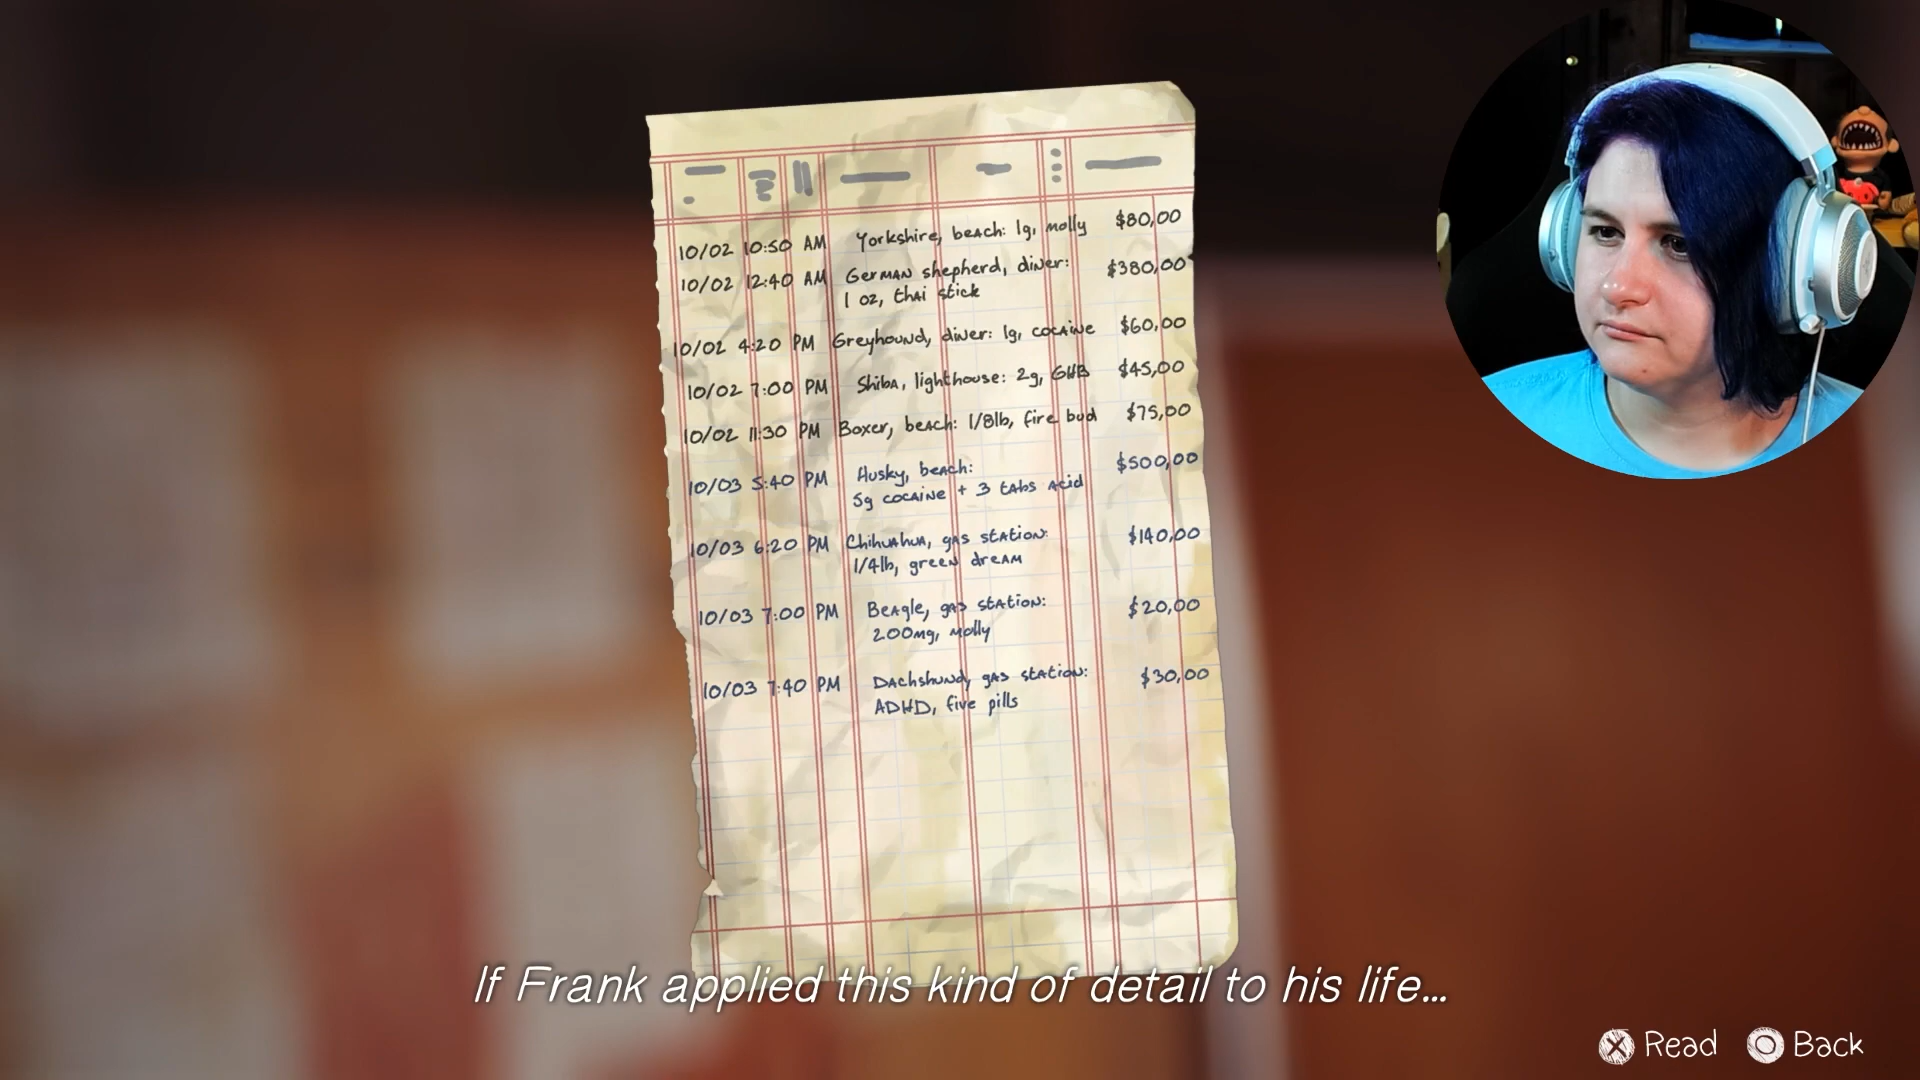 10/02 10:50 AM Yorkshire, beach: 1g, molly $80,00
10/02 12:40 AM German shepherd, diner: $380,00
1 oz, thai stick
10/02 4:20 PM Greyhound, diner: 1g, cocaine $60,00
10/02 7:00 PM Shiba, lighthouse: 2g, GHB $45,00
10/02 11:30 PM Boxer, beach: 1/8lb, fire bud $75,00
10/03 5:40 PM Husky, beach: $500,00
5g cocaine + 3 tabs acid
10/03 6:20 PM Chihuahua, gas station: $140,00
1/4lb, green dream
10/03 7:00 PM Beagle, gas station: $20,00
200mg, molly
10/03 7:40 PM Dachshund, gas station: $30,00
ADHD, five pills
If Frank applied this kind of detail to his life...
Read Back